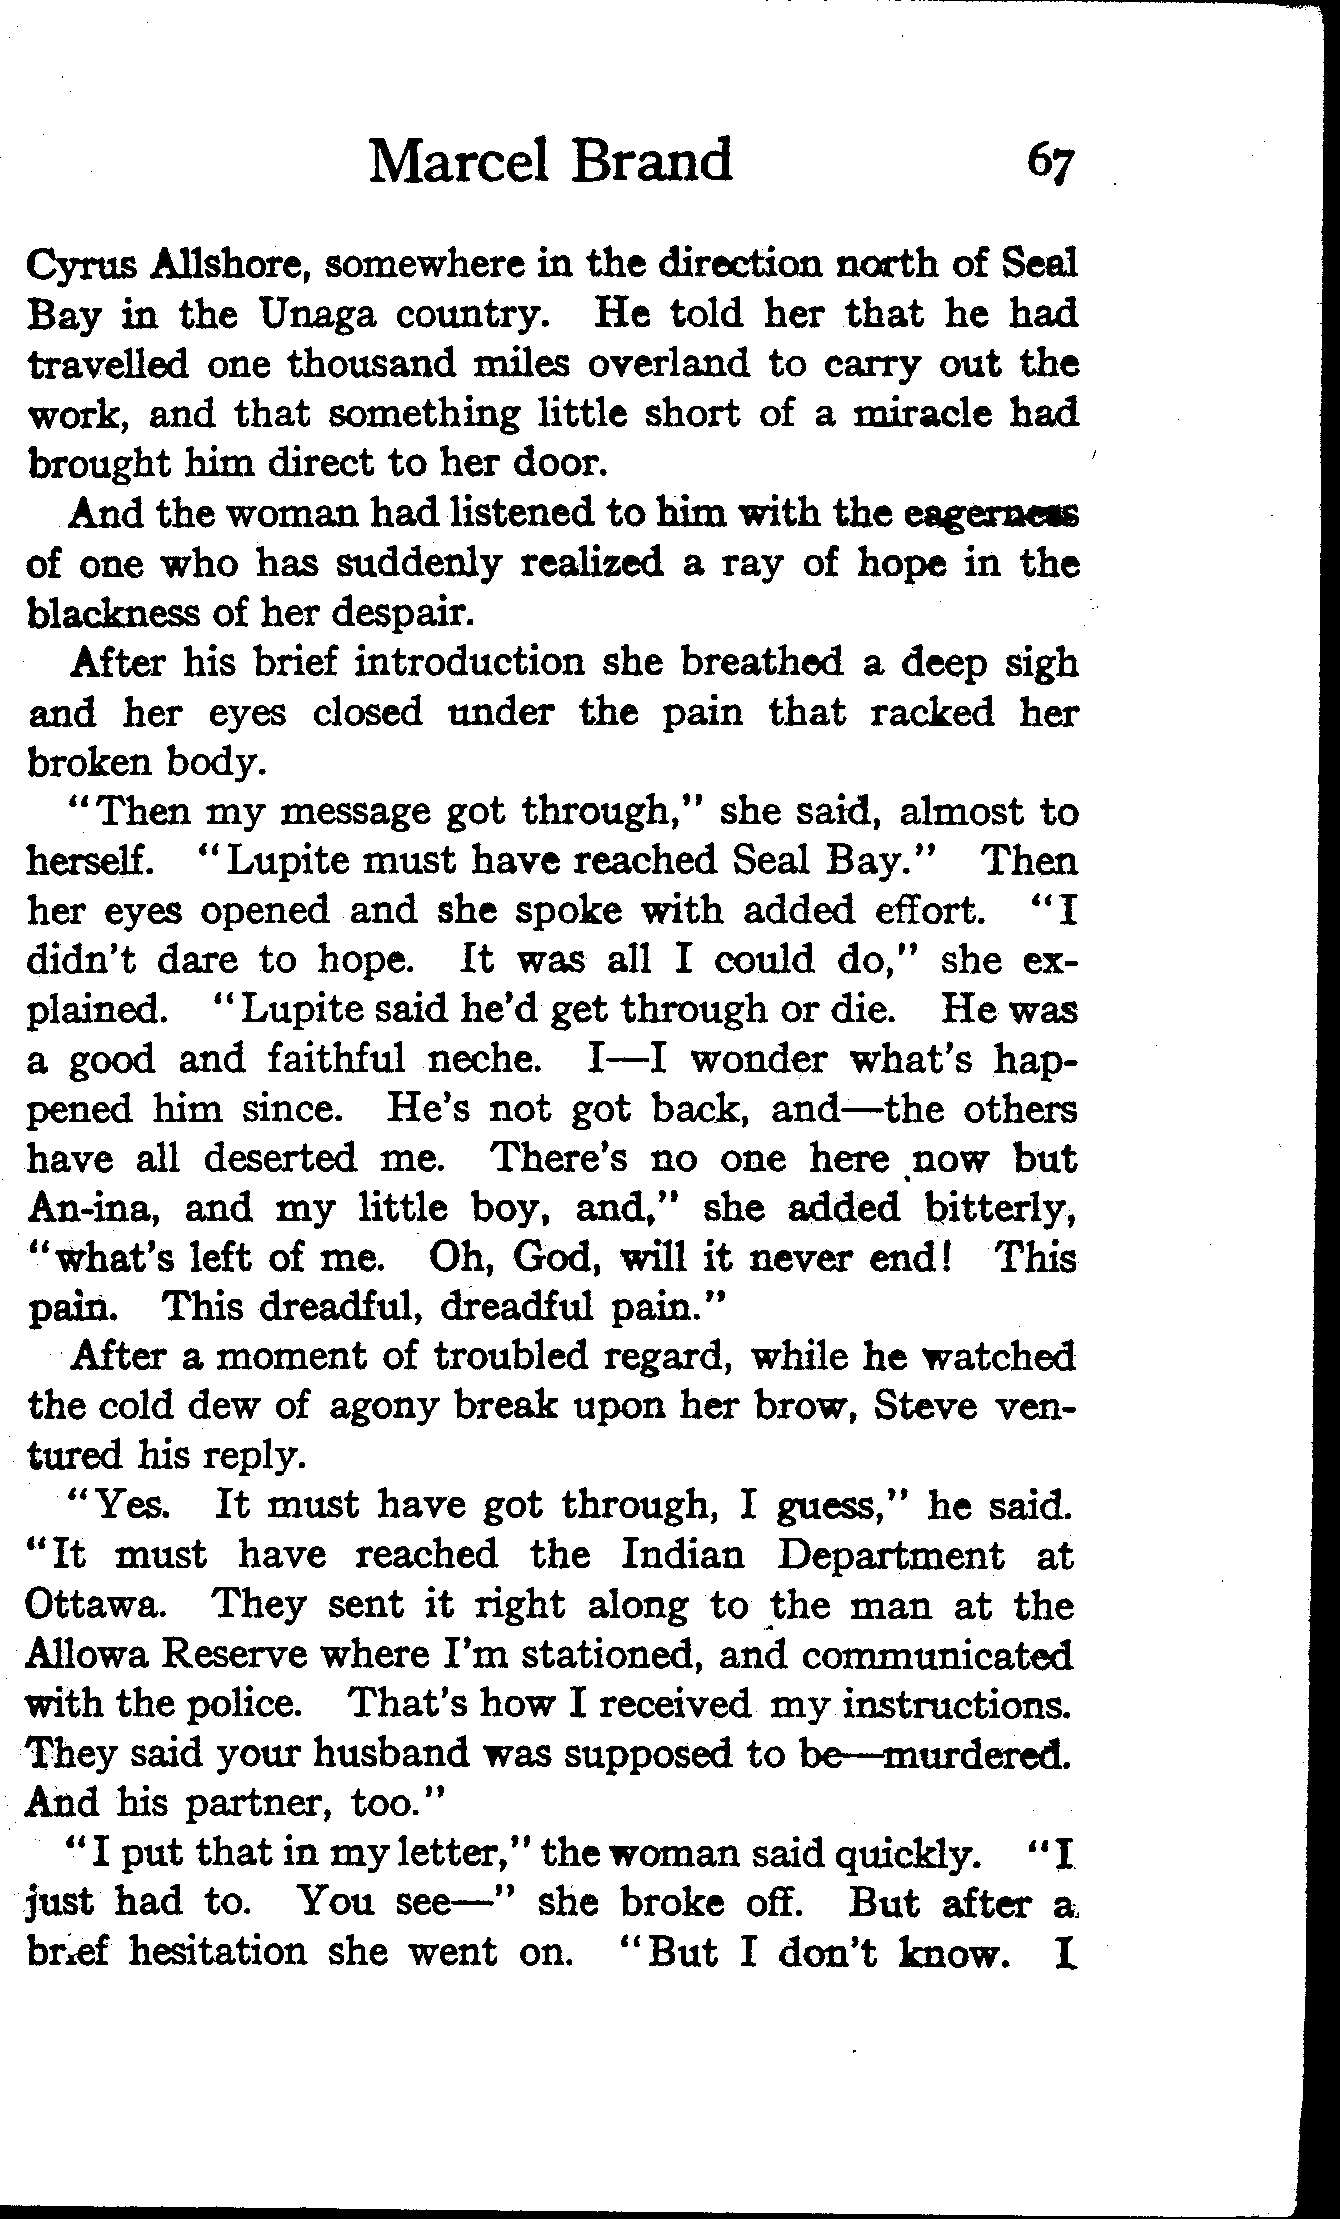 Marcel Brand 67
Cyrus Allshore, somewhere in the direction north of Seal
Bay in the Unaga country. He told her that he had
travelled one thousand miles overland to carry out the
work, and that something little short of a miracle had
brought him direct to her door.
And the woman had listened to him with the eagerness
of one who has suddenly realized a ray of hope in the
blackness of her despair.
After his brief introduction she breathed a deep sigh
and her eyes closed under the pain that racked her
broken body.
"Then my message got through," she said, almost to
herself. "Lupite must have reached Seal Bay." Then
her eyes opened and she spoke with added effort. "I
didn't dare to hope. It was all I could do," she ex-
plained. "Lupite said he'd get through or die. He was
a good and faithful neche. I—I wonder what's hap-
pened him since. He's not got back, and—the others
have all deserted me. There's no one here now but
An-ina, and my little boy, and," she added bitterly,
"what's left of me. Oh, God, will it never end! This
pain. This dreadful, dreadful pain."
After a moment of troubled regard, while he watched
the cold dew of agony break upon her brow, Steve ven-
tured his reply.
"Yes. It must have got through, I guess," he said.
"It must have reached the Indian Department at
Ottawa. They sent it right along to the man at the
Allowa Reserve where I'm stationed, and communicated
with the police. That's how I received my instructions.
They said your husband was supposed to be—murdered.
And his partner, too."
"I put that in my letter," the woman said quickly. "I
just had to. You see—" she broke off. But after a
brief hesitation she went on. "But I don't know. I